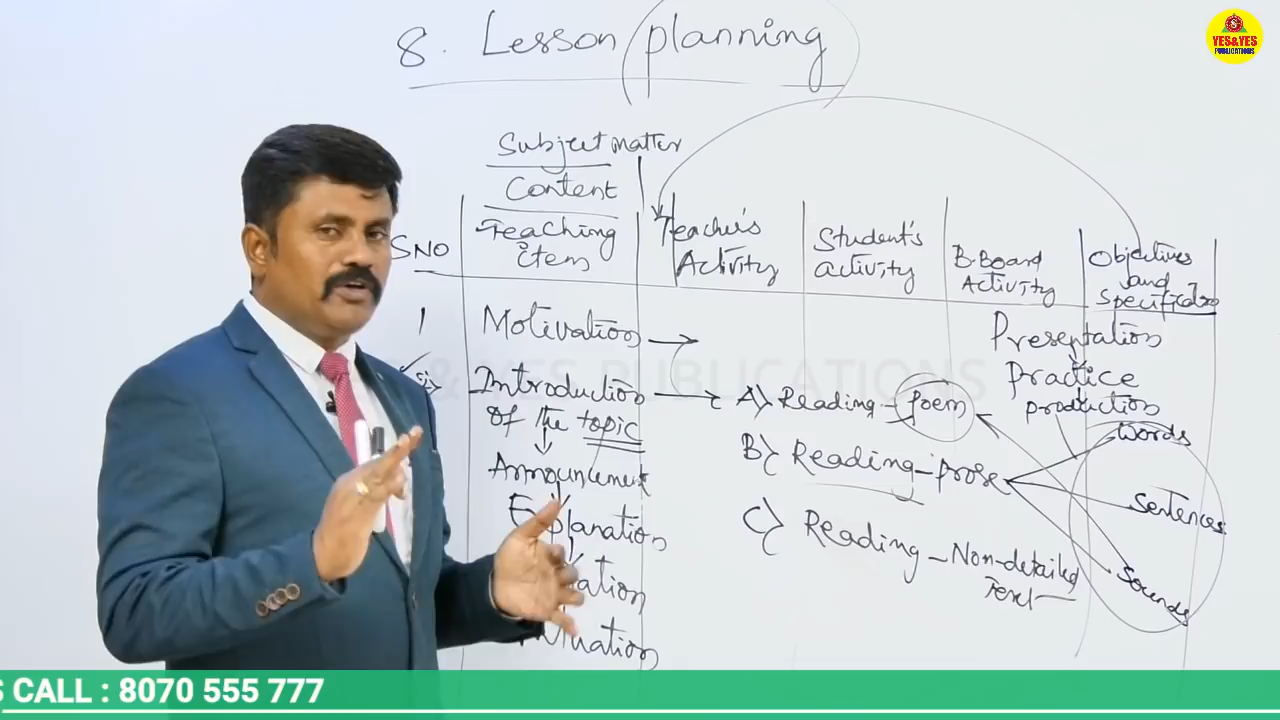 8. Lesson planning
YES&YES
PUBLICATIONS
Subject matter
Content
Teaching
item
SNO
Teacher's
Activity
Student's
activity
B.Board
Activity
Objectives
and
1
Motivation
Introduction
of the topic
Announcement
Explanation
A) Reading - Poem
B) Reading - Prose
C) Reading - Non-detailed
Text
Presentation
Practice
production
words
sentences
sounds
& YES PUBLICATIONS
S CALL : 8070 555 777